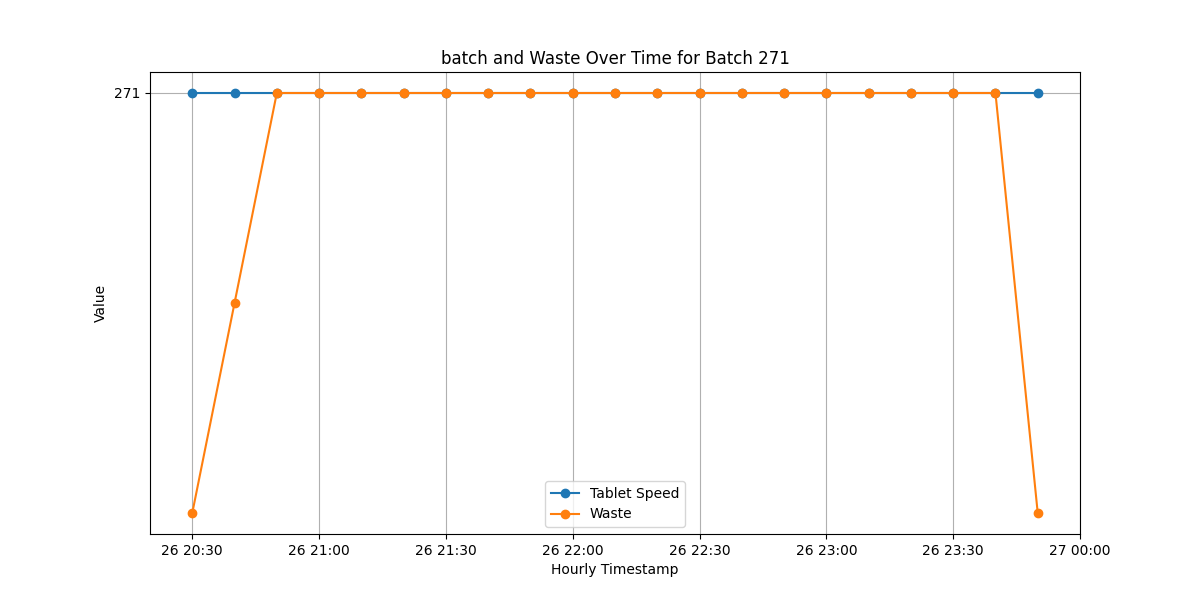 batch and Waste Over Time for Batch 271
271
Value
Tablet Speed
Waste
26 20:30
26 21:00
26 21:30
26 22:00
26 22:30
26 23:00
26 23:30
27 00:00
Hourly Timestamp